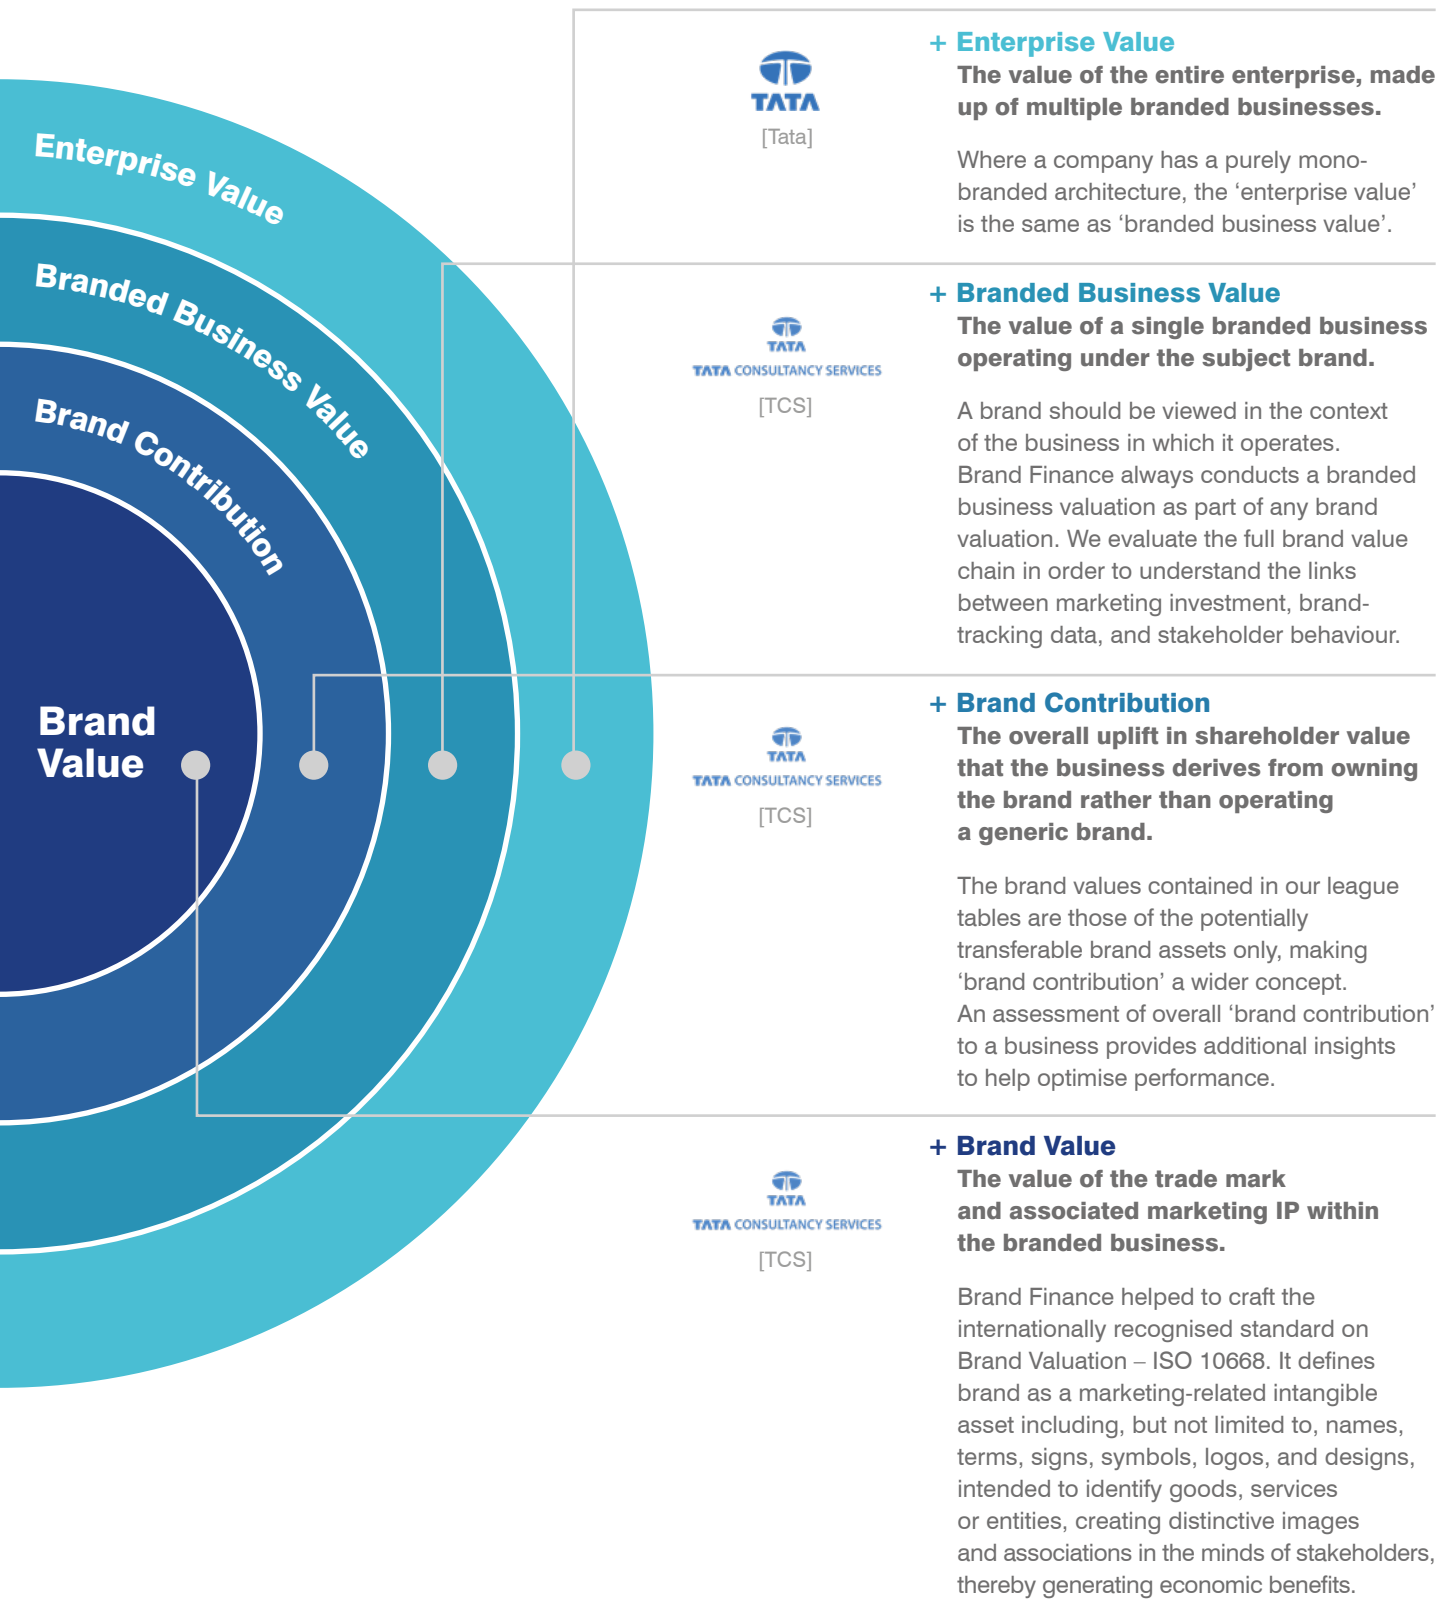 Enterprise Value
Branded Business Value
Brand Contribution
Brand
Value
TATA
[Tata]
+ Enterprise Value
The value of the entire enterprise, made
up of multiple branded businesses.
Where a company has a purely mono-
branded architecture, the ‘enterprise value’
is the same as ‘branded business value’.
TATA
TATA CONSULTANCY SERVICES
[TCS]
+ Branded Business Value
The value of a single branded business
operating under the subject brand.
A brand should be viewed in the context
of the business in which it operates.
Brand Finance always conducts a branded
business valuation as part of any brand
valuation. We evaluate the full brand value
chain in order to understand the links
between marketing investment, brand-
tracking data, and stakeholder behaviour.
TATA
TATA CONSULTANCY SERVICES
[TCS]
+ Brand Contribution
The overall uplift in shareholder value
that the business derives from owning
the brand rather than operating
a generic brand.
The brand values contained in our league
tables are those of the potentially
transferable brand assets only, making
‘brand contribution’ a wider concept.
An assessment of overall ‘brand contribution’
to a business provides additional insights
to help optimise performance.
TATA
TATA CONSULTANCY SERVICES
[TCS]
+ Brand Value
The value of the trade mark
and associated marketing IP within
the branded business.
Brand Finance helped to craft the
internationally recognised standard on
Brand Valuation – ISO 10668. It defines
brand as a marketing-related intangible
asset including, but not limited to, names,
terms, signs, symbols, logos, and designs,
intended to identify goods, services
or entities, creating distinctive images
and associations in the minds of stakeholders,
thereby generating economic benefits.